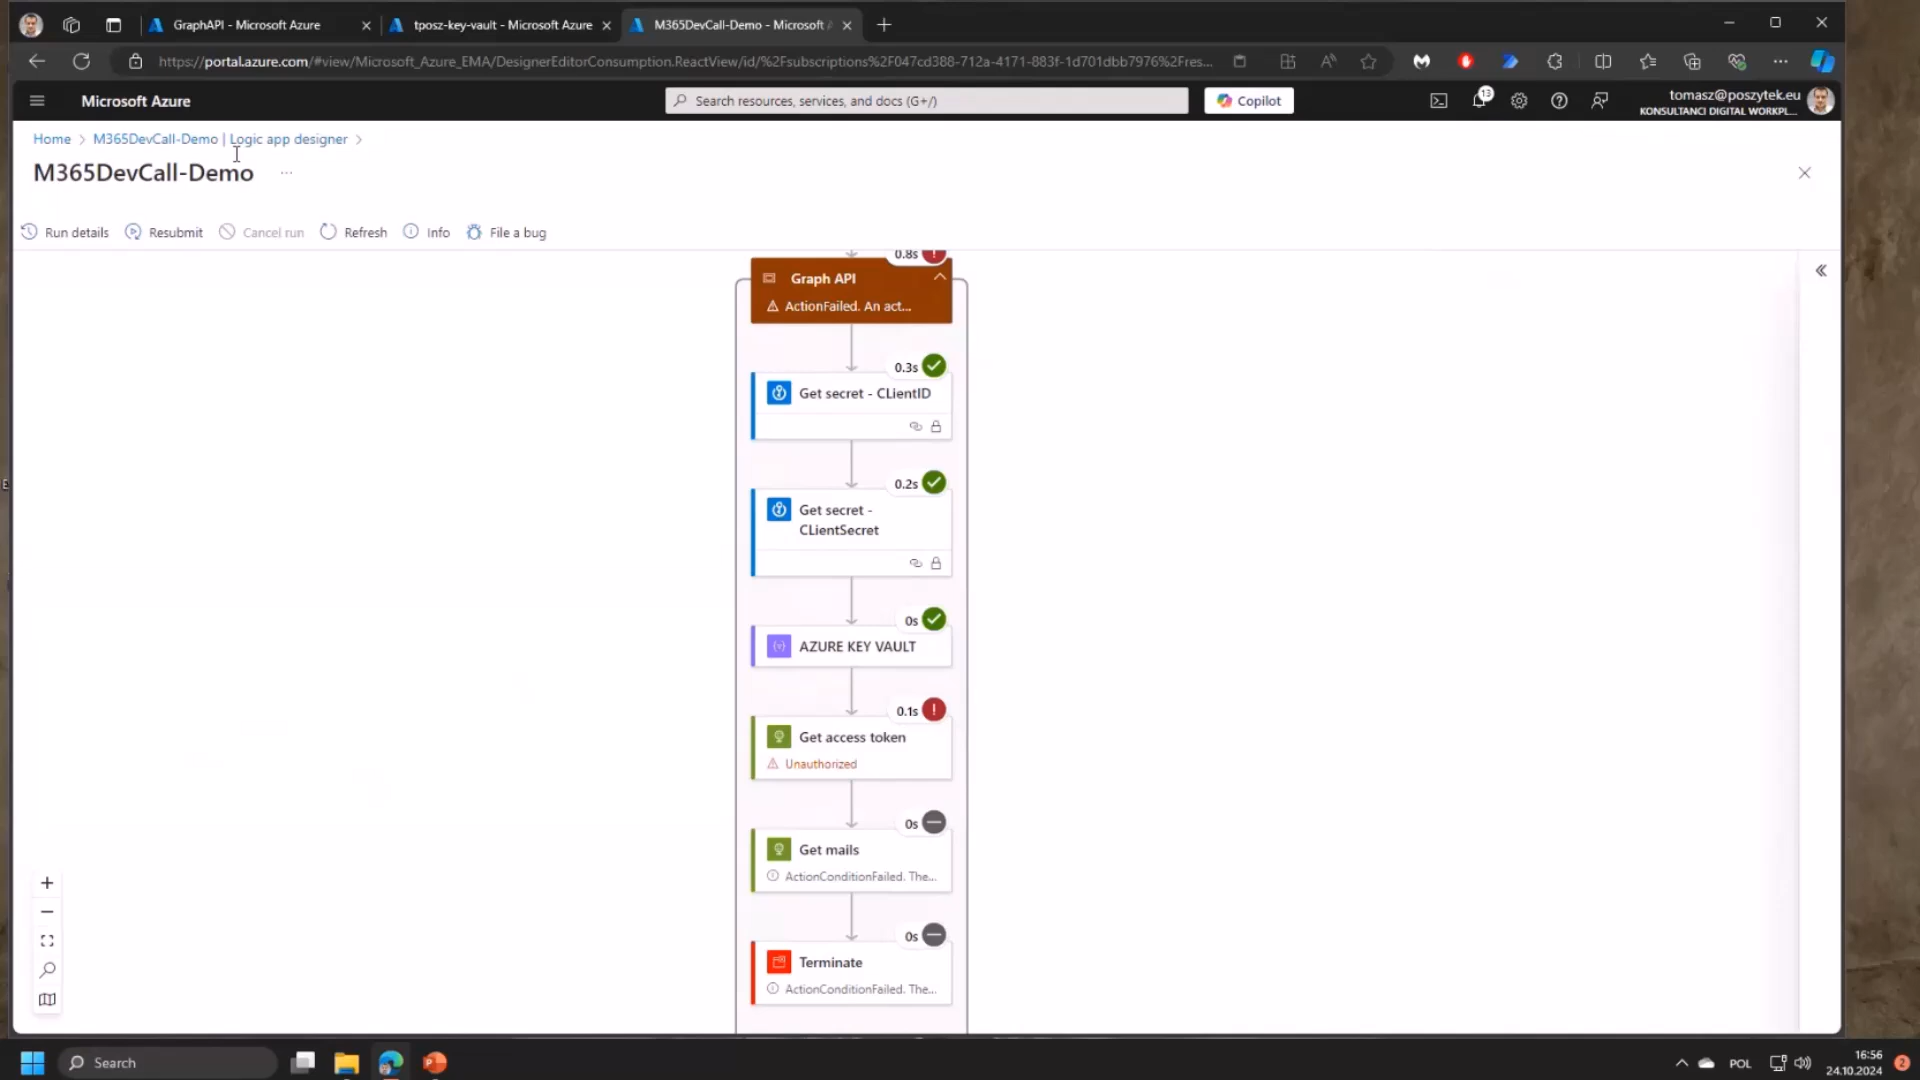 GraphAPI - Microsoft Azure
tposz-key-vault - Microsoft Azure
M365DevCall-Demo - Microsoft
https://portal.azure.com/#view/Microsoft_Azure_EMA/DesignerEditorConsumption.ReactView/id/%2Fsubscriptions%2F047cd388-712a-4171-883f-1d701dbb7976%2Fres...
Microsoft Azure
Search resources, services, and docs (G+/)
Copilot
13
tomasz@poszytek.eu
KONSULTANCI DIGITAL WORKPL...
Home > M365DevCall-Demo | Logic app designer >
M365DevCall-Demo ...
Run details
Resubmit
Cancel run
Refresh
Info
File a bug
0.8s
Graph API
ActionFailed. An act...
0.3s
Get secret - CLientID
0.2s
Get secret -
CLientSecret
0s
AZURE KEY VAULT
0.1s
Get access token
Unauthorized
0s
Get mails
ActionConditionFailed. The...
0s
Terminate
ActionConditionFailed. The...
Search
POL
16:56
24.10.2024
2